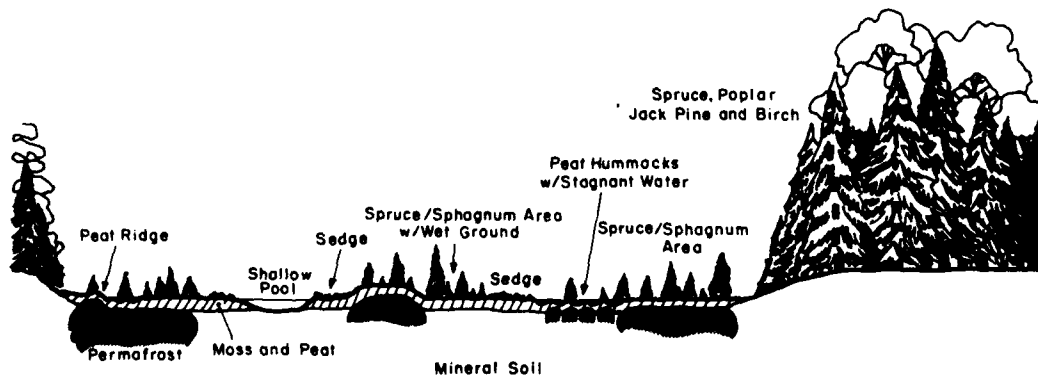 Spruce, Poplar
Jack Pine and Birch
Peat Hummocks
w/Stagnant Water
Spruce/Sphagnum Area
w/Wet Ground
Spruce/Sphagnum
Area
Peat Ridge
Sedge
Shallow
Pool
Sedge
Permafrost
Moss and Peat
Mineral Soil